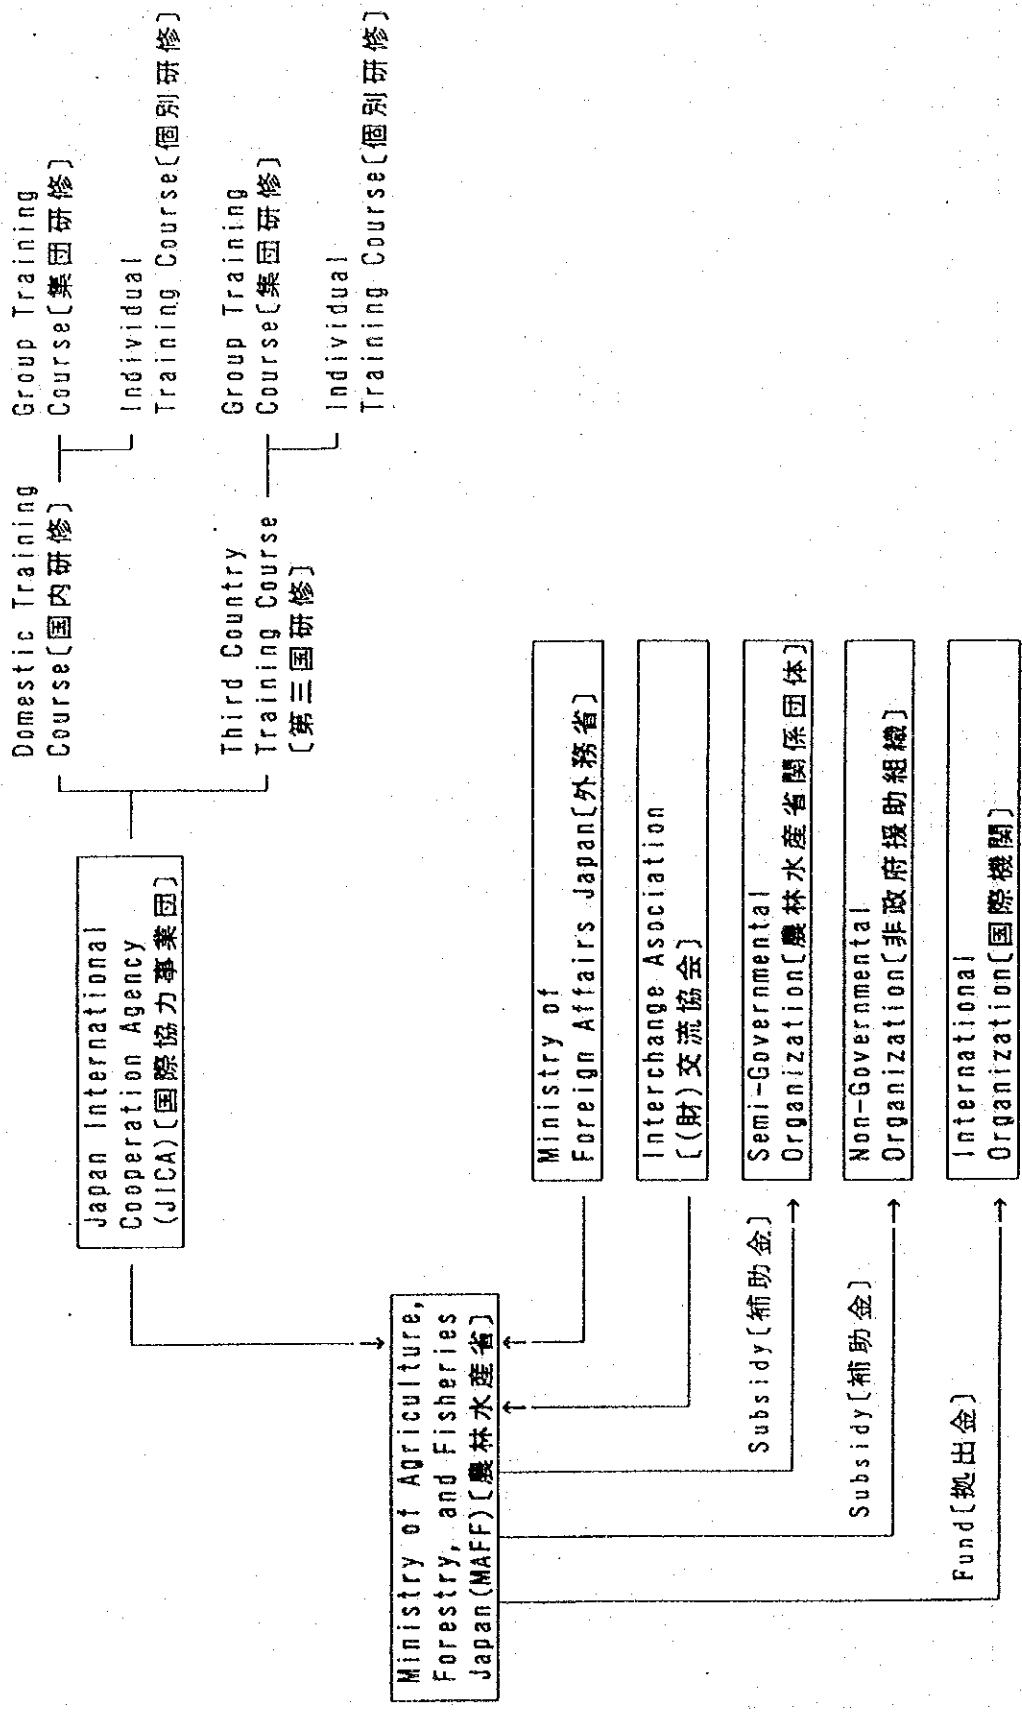 Domestic Training
Course〔国内研修〕
Group Training
Course〔集団研修〕
Individual
Training Course〔個別研修〕
Third Country
Training Course
〔第三国研修〕
Group Training
Course〔集団研修〕
Individual
Training Course〔個別研修〕
Japan International
Cooperation Agency
(JICA)〔国際協力事業団〕
Ministry of Agriculture,
Forestry, and Fisheries
Japan(MAFF)〔農林水産省〕
Ministry of
Foreign Affairs Japan〔外務省〕
Interchange Asociation
〔(財)交流協会〕
Subsidy〔補助金〕
Semi-Governmental
Organization〔農林水産省関係団体〕
Subsidy〔補助金〕
Non-Governmental
Organization〔非政府援助組織〕
Fund〔拠出金〕
International
Organization〔国際機関〕